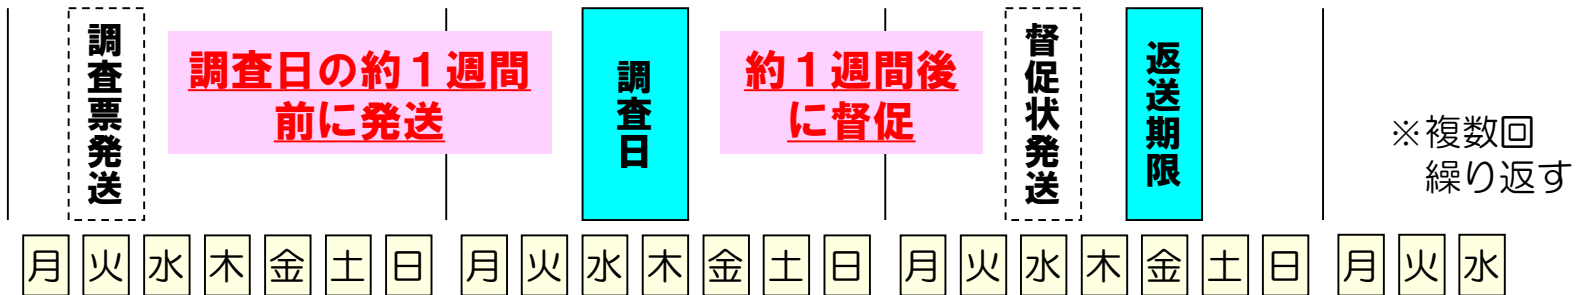 調査票発送
調査日の約１週間
前に発送
調査日
約１週間後
に督促
督促状発送
返送期限
※複数回
繰り返す
月 火 水 木 金 土 日 月 火 水 木 金 土 日 月 火 水 木 金 土 日 月 火 水